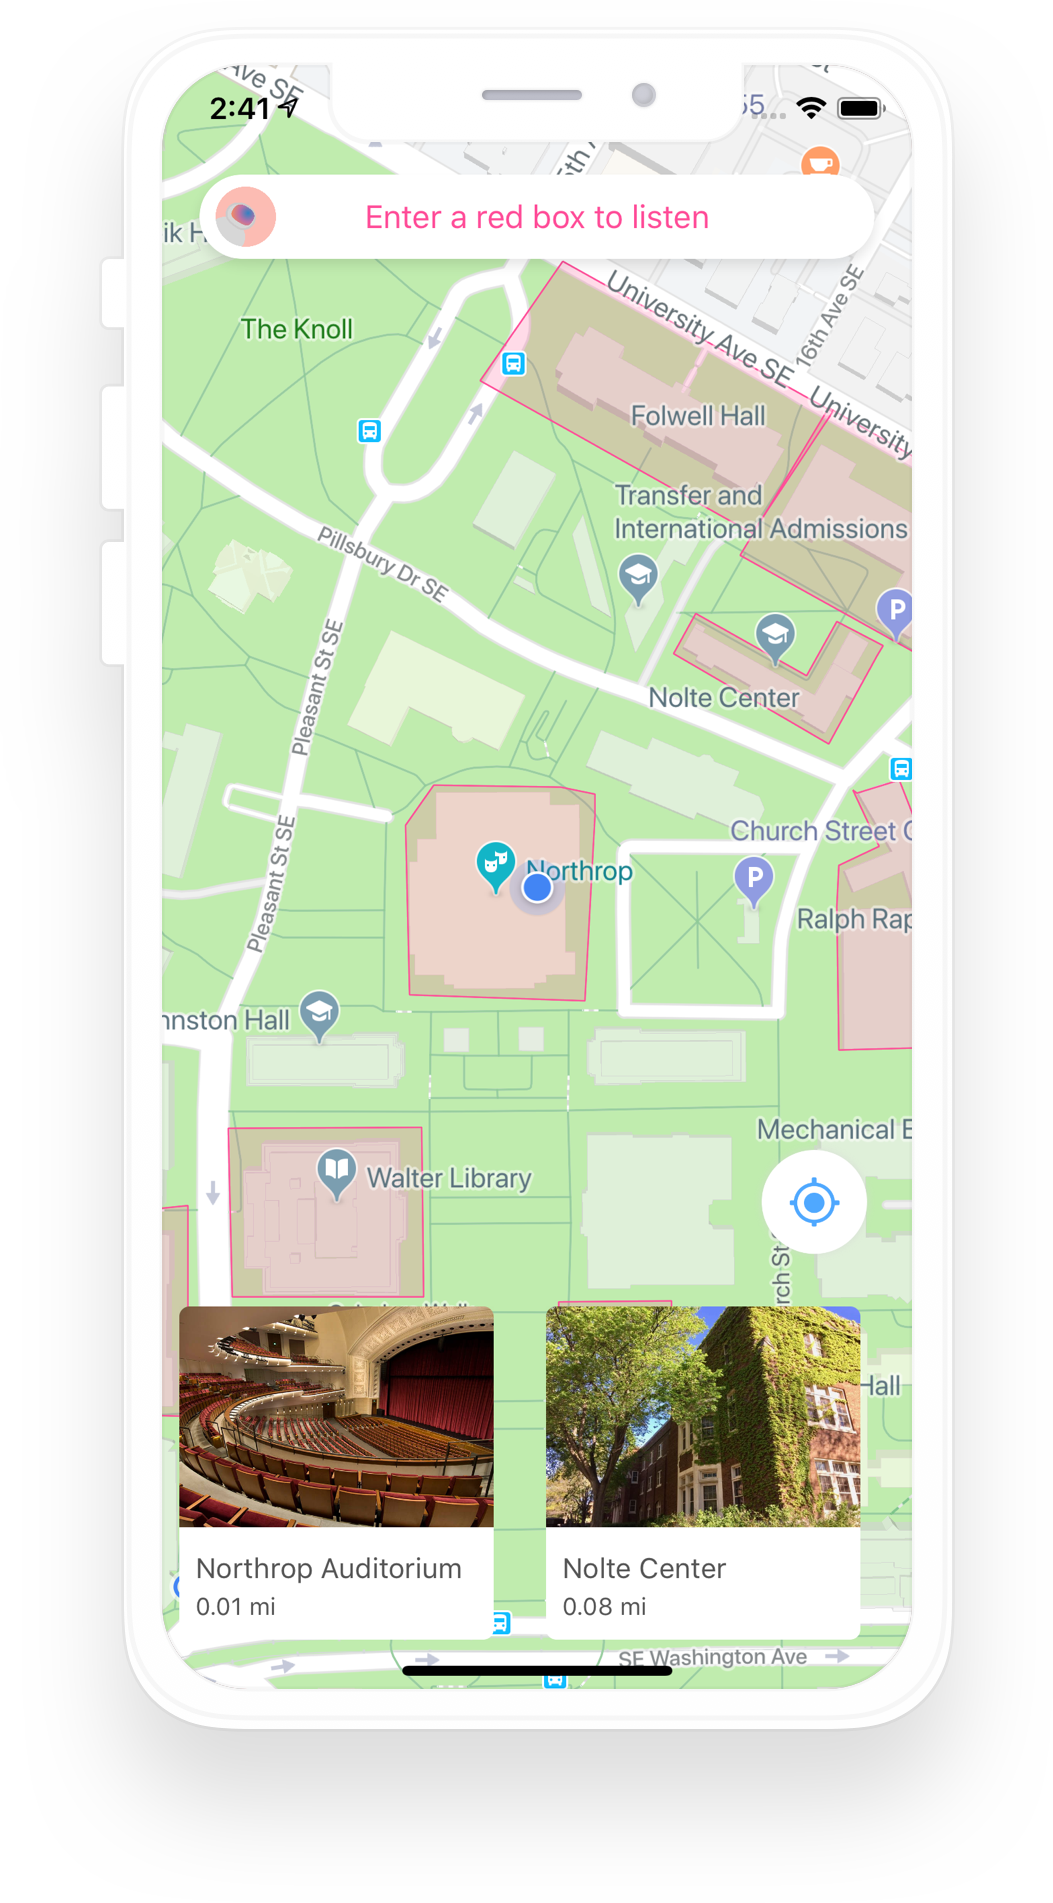 Ave SE
2:41
55
5th A
Enter a red box to listen
ik H
The Knoll
University Ave SE
16th Ave SE
University
Folwell Hall
Transfer and
International Admissions
Pillsbury Dr SE
P
Pleasant St SE
Nolte Center
Church Street C
Northrop
P
Pleasant St SE
Ralph Rap
nnston Hall
Mechanical E
Walter Library
rch St
Hall
Northrop Auditorium
0.01 mi
Nolte Center
0.08 mi
SE Washington Ave